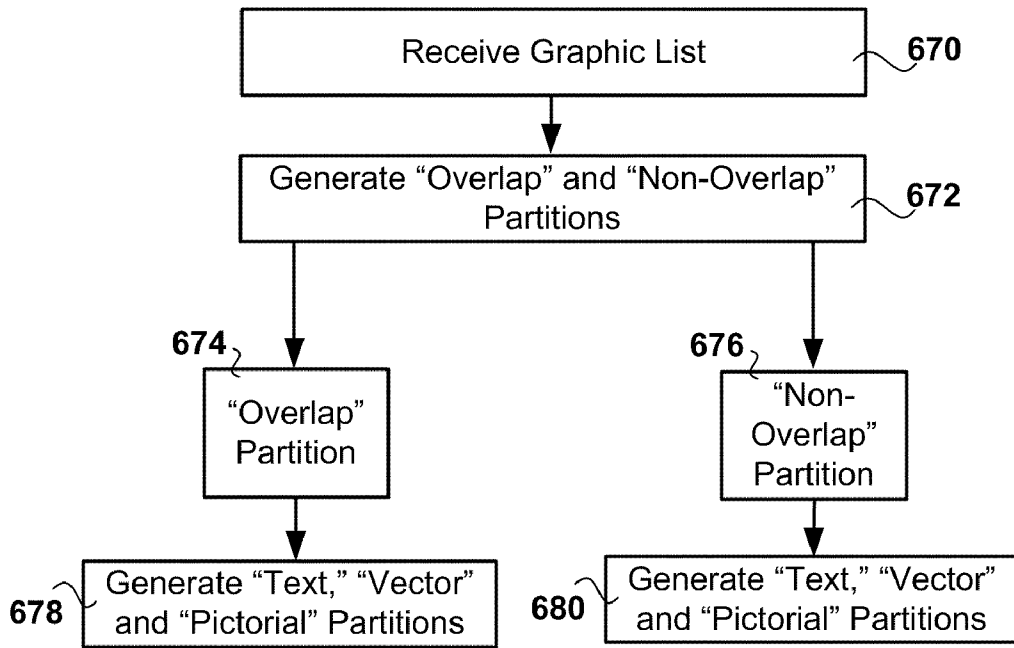 Receive Graphic List
670
Generate “Overlap” and “Non-Overlap”
Partitions
672
674
“Overlap”
Partition
676
“Non-
Overlap”
Partition
678
Generate “Text,” “Vector”
and “Pictorial” Partitions
680
Generate “Text,” “Vector”
and “Pictorial” Partitions